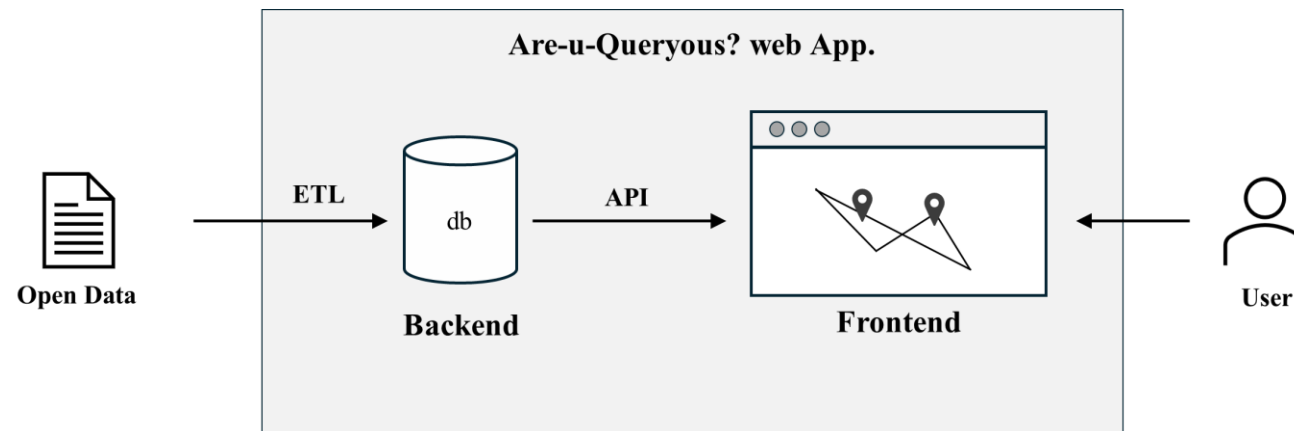 Are-u-Queryous? web App.
ETL
API
db
Open Data
User
Backend
Frontend